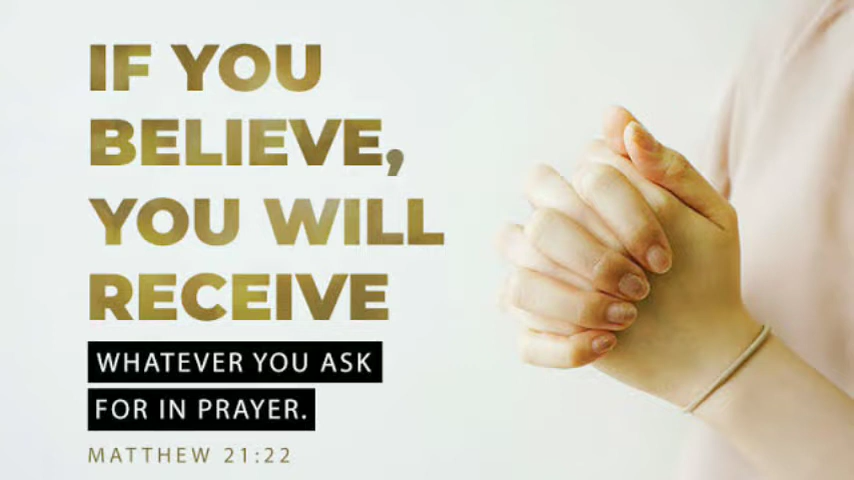 IF YOU
BELIEVE,
YOU WILL
RECEIVE
WHATEVER YOU ASK
FOR IN PRAYER.
MATTHEW 21:22